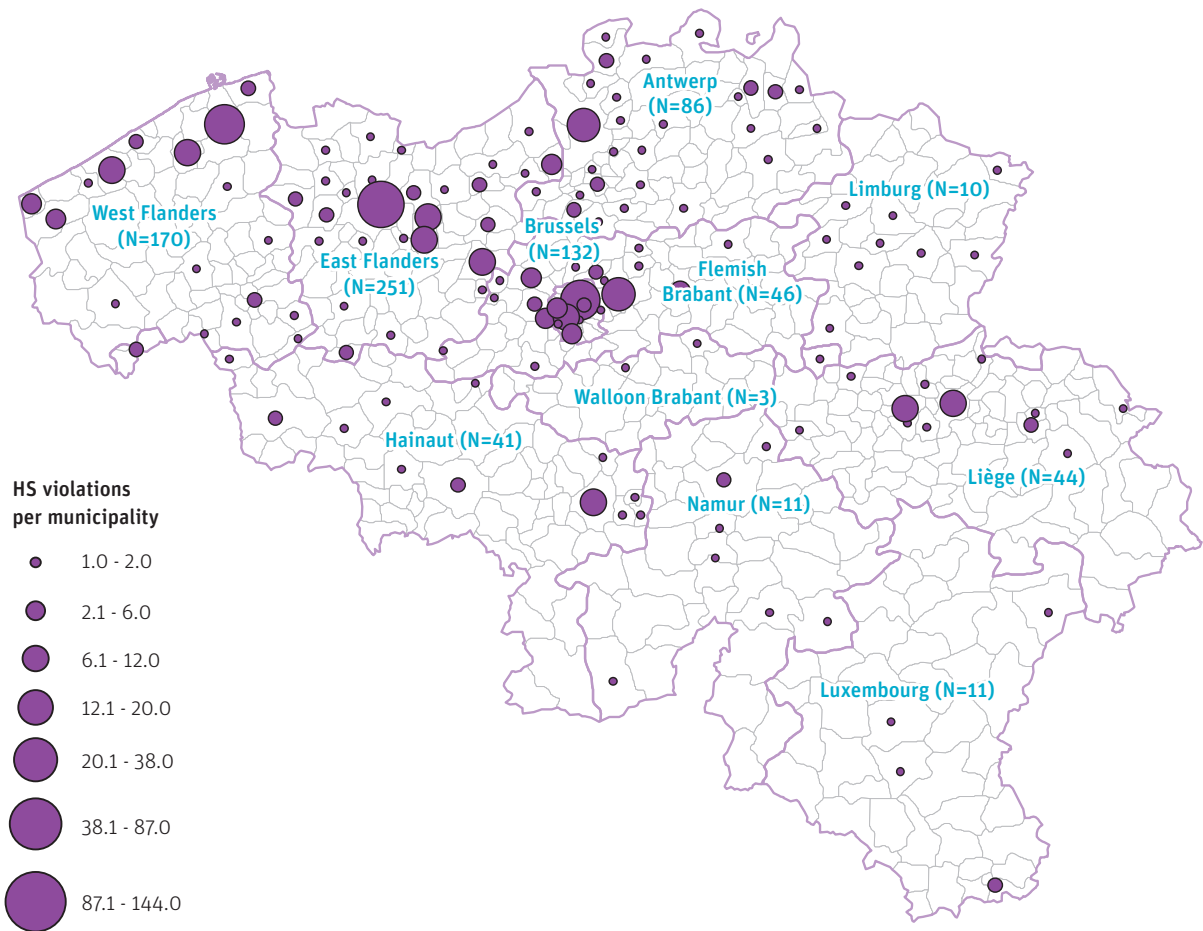 Antwerp
(N=86)
Limburg (N=10)
West Flanders
(N=170)
Brussels
(N=132)
East Flanders
(N=251)
Flemish
Brabant (N=46)
Walloon Brabant (N=3)
Hainaut (N=41)
Liège (N=44)
Namur (N=11)
Luxembourg (N=11)
HS violations
per municipality
1.0 - 2.0
2.1 - 6.0
6.1 - 12.0
12.1 - 20.0
20.1 - 38.0
38.1 - 87.0
87.1 - 144.0